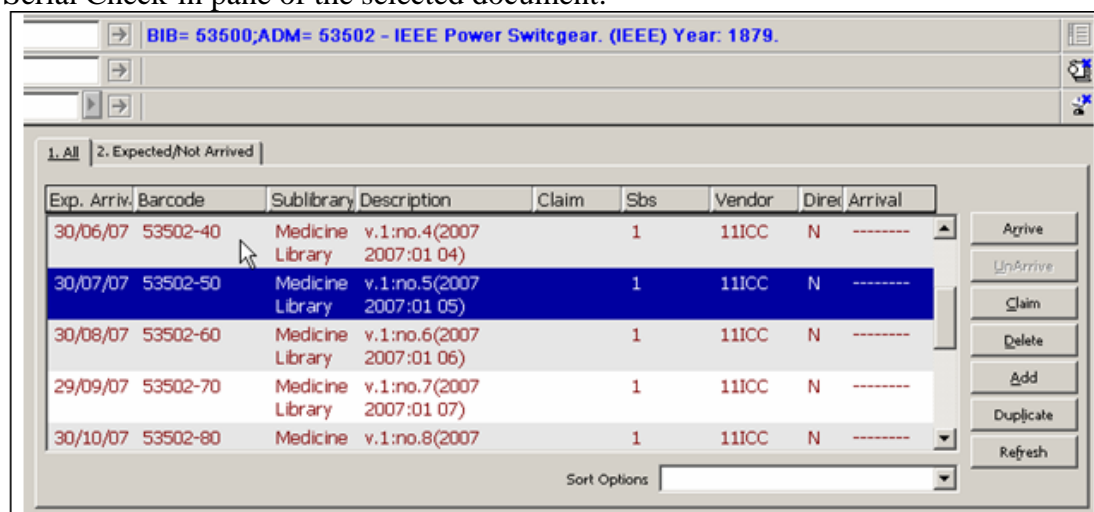 Serial Check-in pane of the selected document.
BIB= 53500;ADM= 53502 - IEEE Power Switcgear. (IEEE) Year: 1879.
1. All 2. Expected/Not Arrived
Exp. Arriv. Barcode Sublibrary Description Claim Sbs Vendor Direc Arrival
30/06/07 53502-40 Medicine v.1:no.4(2007 1 11ICC N --------
Library 2007:01 04)
30/07/07 53502-50 Medicine v.1:no.5(2007 1 11ICC N --------
Library 2007:01 05)
30/08/07 53502-60 Medicine v.1:no.6(2007 1 11ICC N --------
Library 2007:01 06)
29/09/07 53502-70 Medicine v.1:no.7(2007 1 11ICC N --------
Library 2007:01 07)
30/10/07 53502-80 Medicine v.1:no.8(2007 1 11ICC N --------
Arrive
UnArrive
Claim
Delete
Add
Duplicate
Refresh
Sort Options